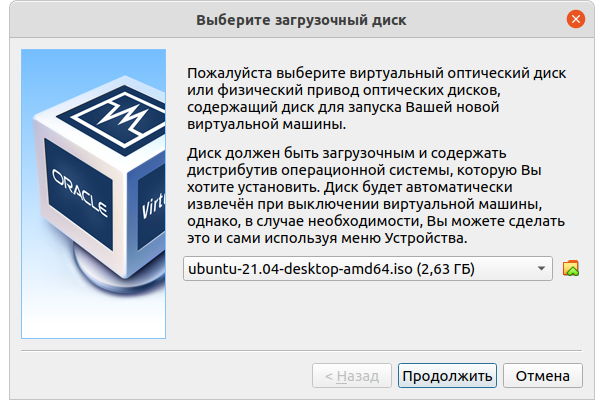 Выберите загрузочный диск
Пожалуйста выберите виртуальный оптический диск
или физический привод оптических дисков,
содержащий диск для запуска Вашей новой
виртуальной машины.
Диск должен быть загрузочным и содержать
дистрибутив операционной системы, которую Вы
хотите установить. Диск будет автоматически
извлечён при выключении виртуальной машины,
однако, в случае необходимости, Вы можете сделать
это и сами используя меню Устройства.
ORACLE
Virtu
ubuntu-21.04-desktop-amd64.iso (2,63 ГБ)
< Назад
Продолжить
Отмена